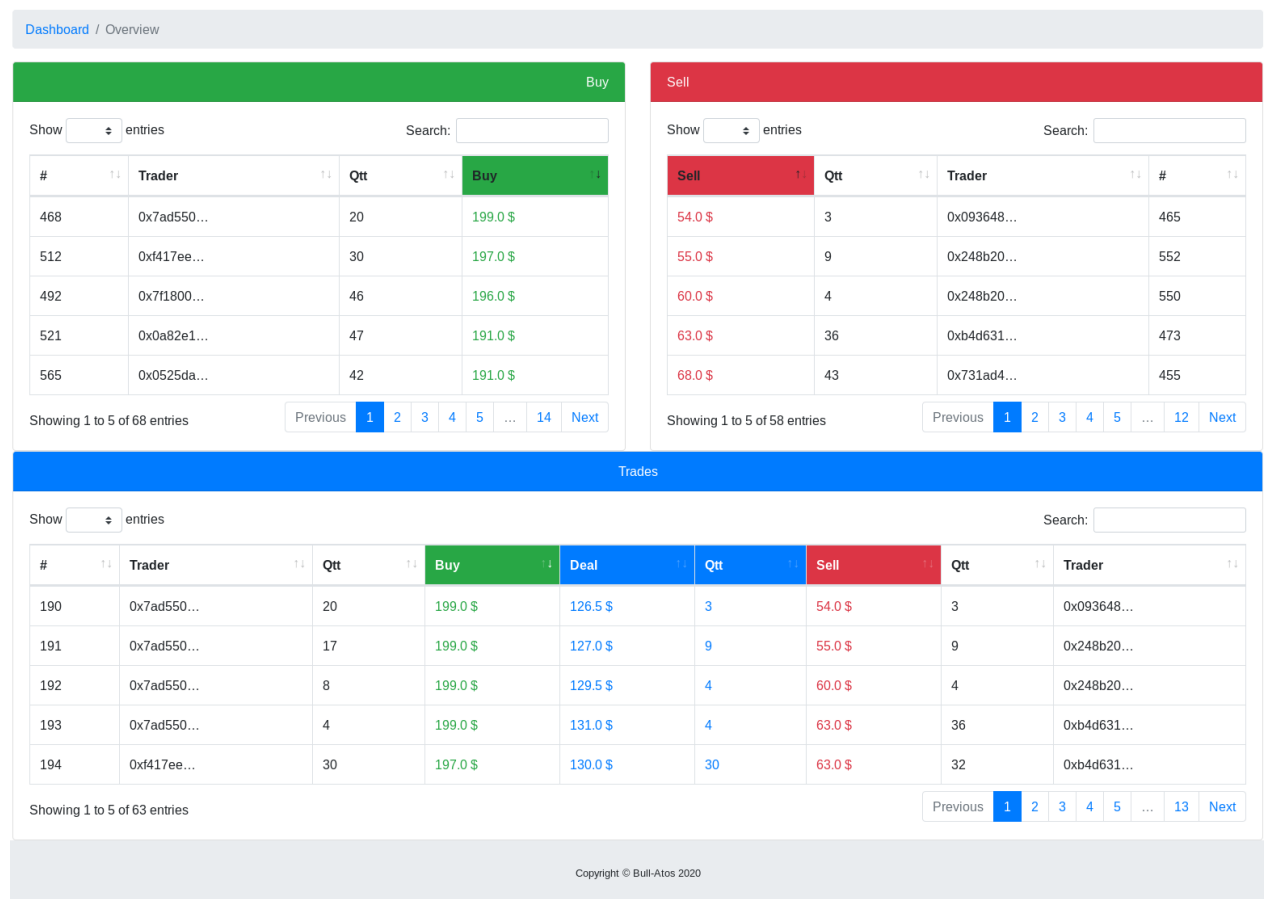 Dashboard / Overview
Buy
Show entries Search:
# Trader Qtt Buy
468 0x7ad550… 20 199.0 $
512 0xf417ee… 30 197.0 $
492 0x7f1800… 46 196.0 $
521 0x0a82e1… 47 191.0 $
565 0x0525da… 42 191.0 $
Showing 1 to 5 of 68 entries Previous 1 2 3 4 5 … 14 Next
Sell
Show entries Search:
Sell Qtt Trader #
54.0 $ 3 0x093648… 465
55.0 $ 9 0x248b20… 552
60.0 $ 4 0x248b20… 550
63.0 $ 36 0xb4d631… 473
68.0 $ 43 0x731ad4… 455
Showing 1 to 5 of 58 entries Previous 1 2 3 4 5 … 12 Next
Trades
Show entries Search:
# Trader Qtt Buy Deal Qtt Sell Qtt Trader
190 0x7ad550… 20 199.0 $ 126.5 $ 3 54.0 $ 3 0x093648…
191 0x7ad550… 17 199.0 $ 127.0 $ 9 55.0 $ 9 0x248b20…
192 0x7ad550… 8 199.0 $ 129.5 $ 4 60.0 $ 4 0x248b20…
193 0x7ad550… 4 199.0 $ 131.0 $ 4 63.0 $ 36 0xb4d631…
194 0xf417ee… 30 197.0 $ 130.0 $ 30 63.0 $ 32 0xb4d631…
Showing 1 to 5 of 63 entries Previous 1 2 3 4 5 … 13 Next
Copyright © Bull-Atos 2020